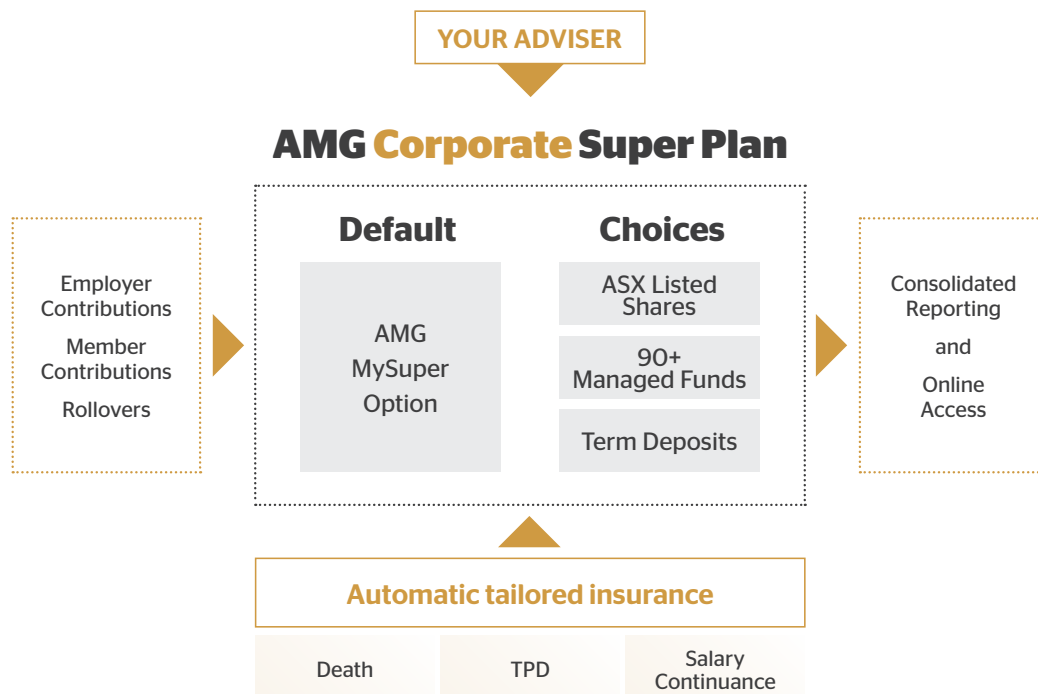 YOUR ADVISER
AMG Corporate Super Plan
Employer
Contributions
Member
Contributions
Rollovers
Default
AMG
MySuper
Option
Choices
ASX Listed
Shares
90+
Managed Funds
Term Deposits
Consolidated
Reporting
and
Online
Access
Automatic tailored insurance
Death
TPD
Salary
Continuance